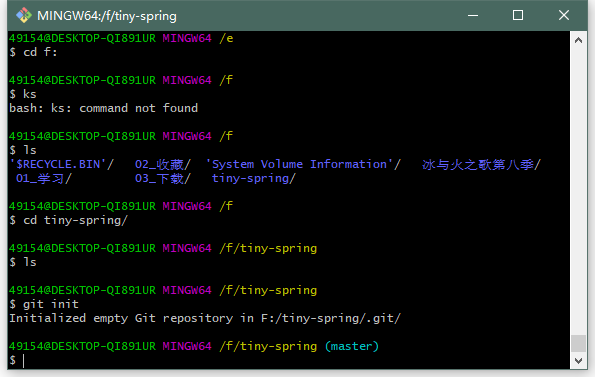 MINGW64:/f/tiny-spring
49154@DESKTOP-QI891UR MINGW64 /e
$ cd f:
49154@DESKTOP-QI891UR MINGW64 /f
$ ks
bash: ks: command not found
49154@DESKTOP-QI891UR MINGW64 /f
$ ls
'$RECYCLE.BIN'/   02_收藏/  'System Volume Information'/   冰与火之歌第八季/
 01_学习/         03_下载/   tiny-spring/
49154@DESKTOP-QI891UR MINGW64 /f
$ cd tiny-spring/
49154@DESKTOP-QI891UR MINGW64 /f/tiny-spring
$ ls
49154@DESKTOP-QI891UR MINGW64 /f/tiny-spring
$ git init
Initialized empty Git repository in F:/tiny-spring/.git/
49154@DESKTOP-QI891UR MINGW64 /f/tiny-spring (master)
$